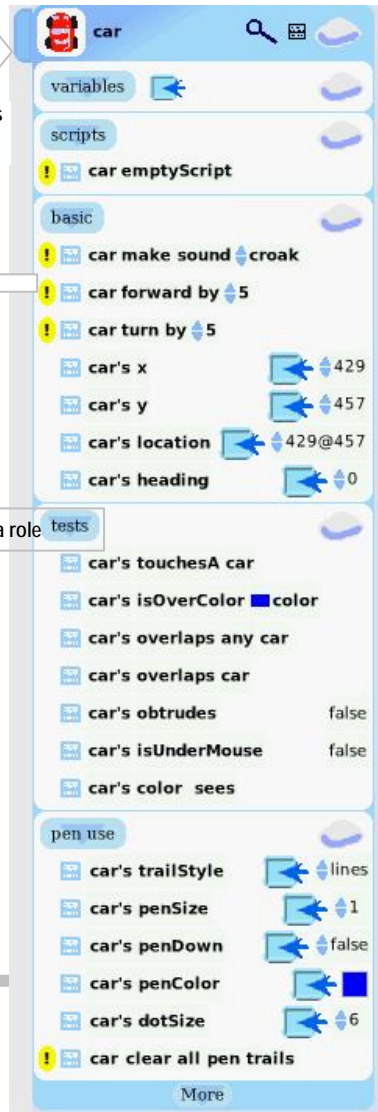 car
variables
s
scripts
! car emptyScript
basic
! car make sound croak
! car forward by 5
! car turn by 5
car's x 429
car's y 457
car's location 429@457
car's heading 0
a role
tests
car's touchesA car
car's isOverColor color
car's overlaps any car
car's overlaps car
car's obtrudes false
car's isUnderMouse false
car's color sees
pen use
car's trailStyle lines
car's penSize 1
car's penDown false
car's penColor
car's dotSize 6
! car clear all pen trails
More